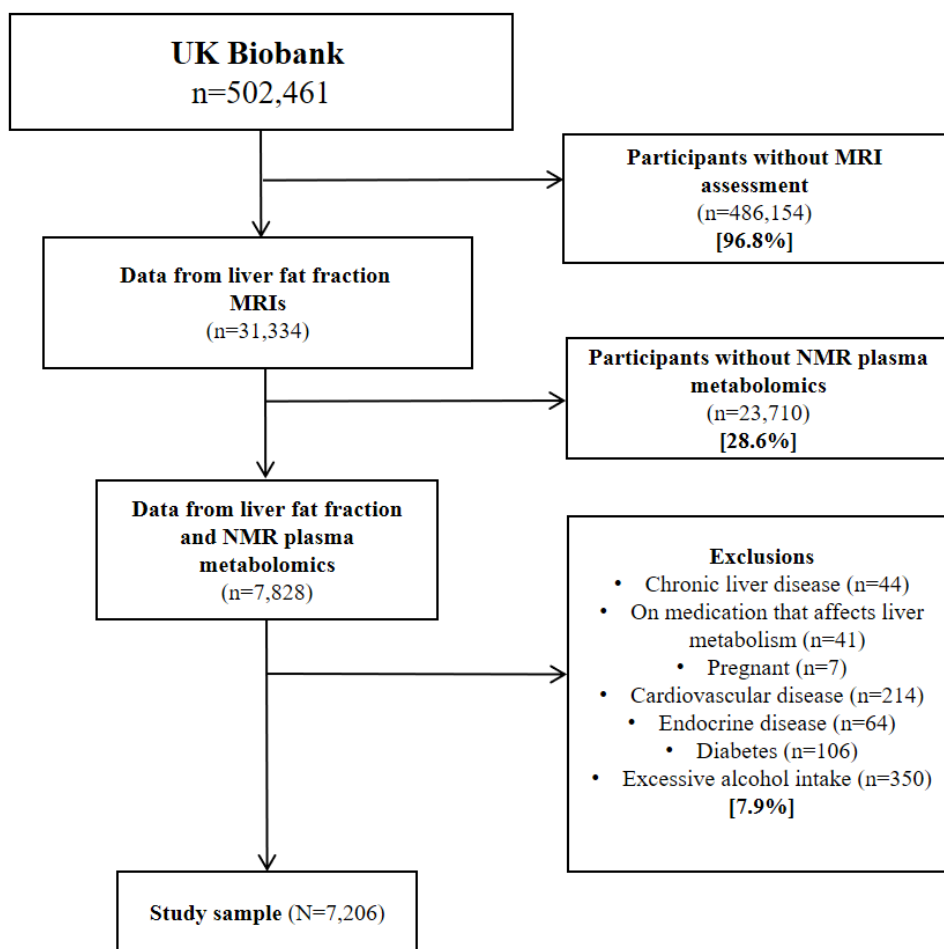 UK Biobank
n=502,461
Participants without MRI
assessment
(n=486,154)
[96.8%]
Data from liver fat fraction
MRIs
(n=31,334)
Participants without NMR plasma
metabolomics
(n=23,710)
[28.6%]
Data from liver fat fraction
and NMR plasma
metabolomics
(n=7,828)
Exclusions
• Chronic liver disease (n=44)
• On medication that affects liver
metabolism (n=41)
• Pregnant (n=7)
• Cardiovascular disease (n=214)
• Endocrine disease (n=64)
• Diabetes (n=106)
• Excessive alcohol intake (n=350)
[7.9%]
Study sample (N=7,206)